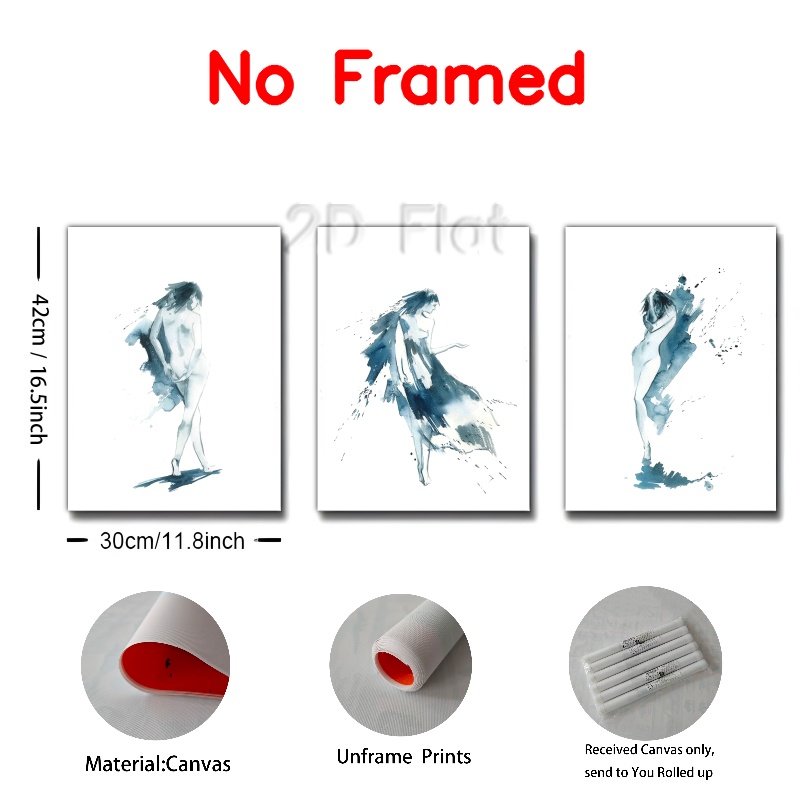 No Framed
2D Flat
42cm / 16.5inch
30cm/11.8inch
Material:Canvas
Unframe Prints
Received Canvas only,
send to You Rolled up